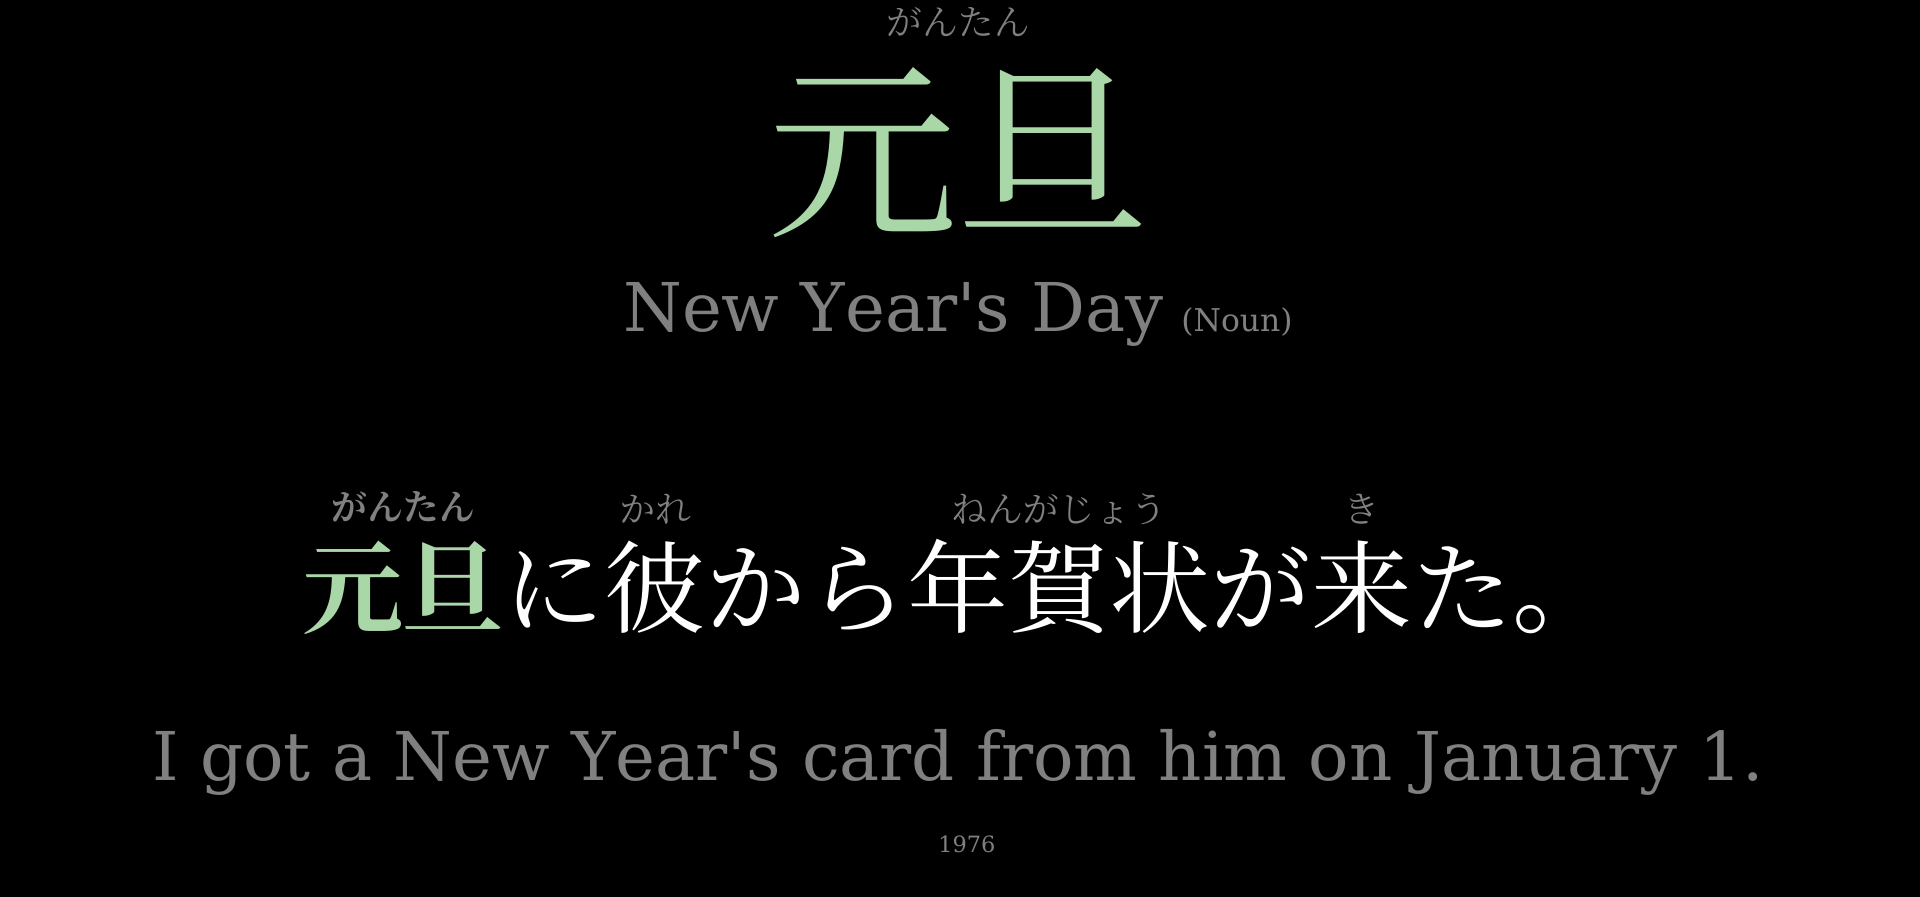 がんたん
元旦
New Year's Day (Noun)
がんたん かれ ねんがじょう き
元旦に彼から年賀状が来た。
I got a New Year's card from him on January 1.
1976